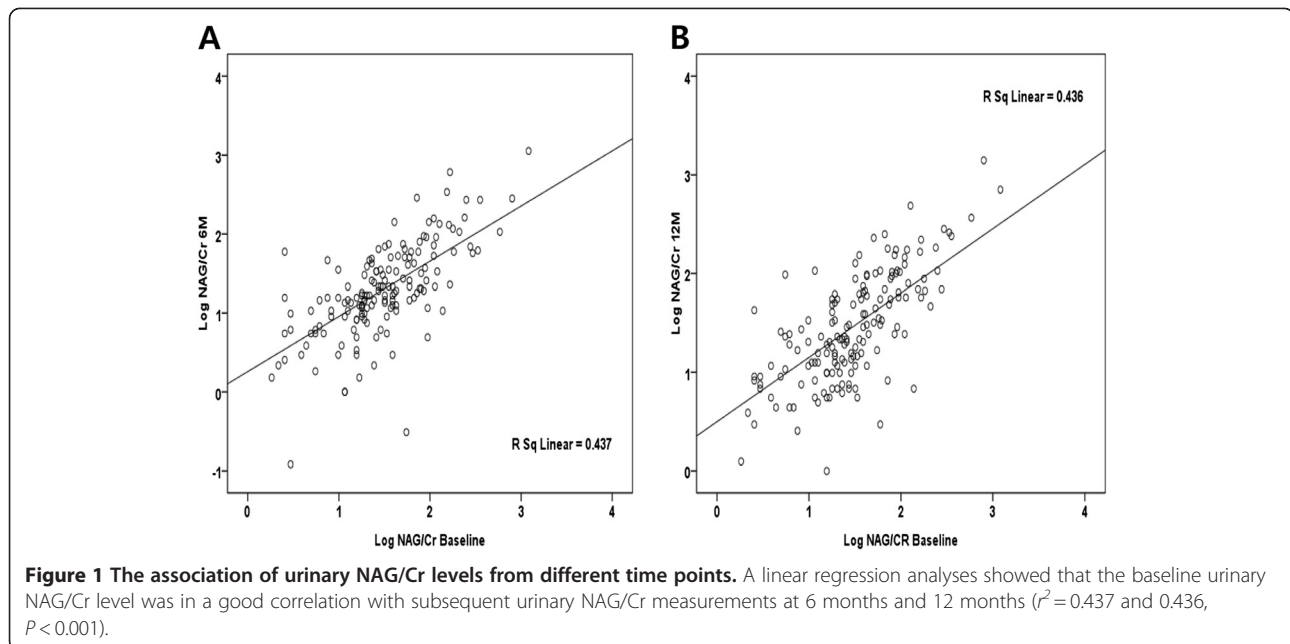 A
B
4
3
2
1
0
-1
Log NAG/Cr 6M
R Sq Linear = 0.437
0 1 2 3 4
Log NAG/Cr Baseline
4
3
2
1
0
Log NAG/Cr 12M
R Sq Linear = 0.436
0 1 2 3 4
Log NAG/CR Baseline
Figure 1 The association of urinary NAG/Cr levels from different time points. A linear regression analyses showed that the baseline urinary
NAG/Cr level was in a good correlation with subsequent urinary NAG/Cr measurements at 6 months and 12 months (r² = 0.437 and 0.436,
P < 0.001).